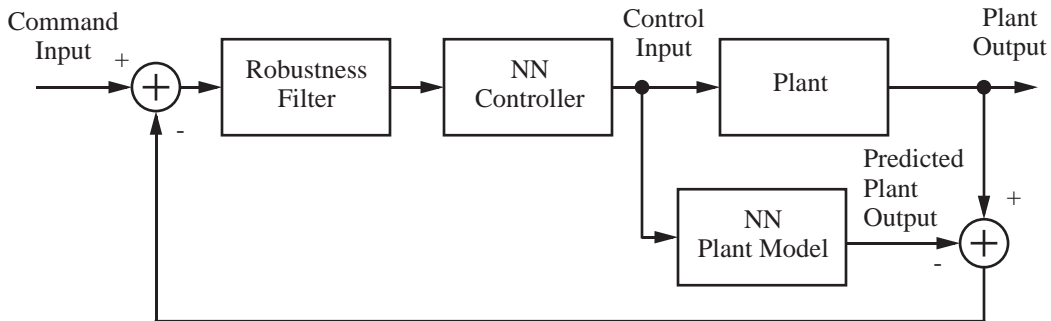 Command
Input
+
-
Robustness
Filter
NN
Controller
Control
Input
Plant
Plant
Output
Predicted
Plant
Output
NN
Plant Model
+
-